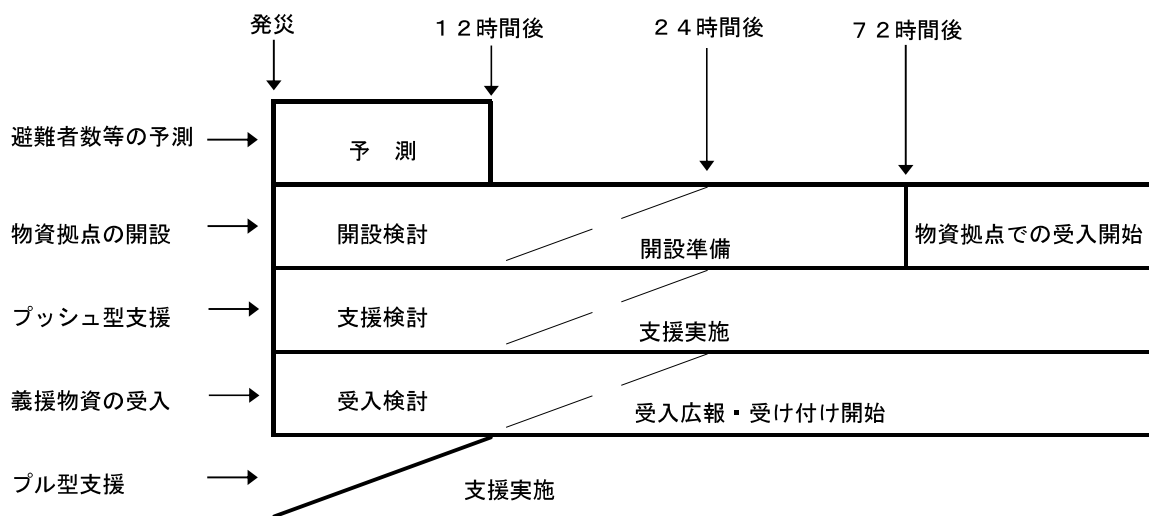 発災
１２時間後
２４時間後
７２時間後
避難者数等の予測
予　測
物資拠点の開設
開設検討
開設準備
物資拠点での受入開始
プッシュ型支援
支援検討
支援実施
義援物資の受入
受入検討
受入広報・受け付け開始
プル型支援
支援実施